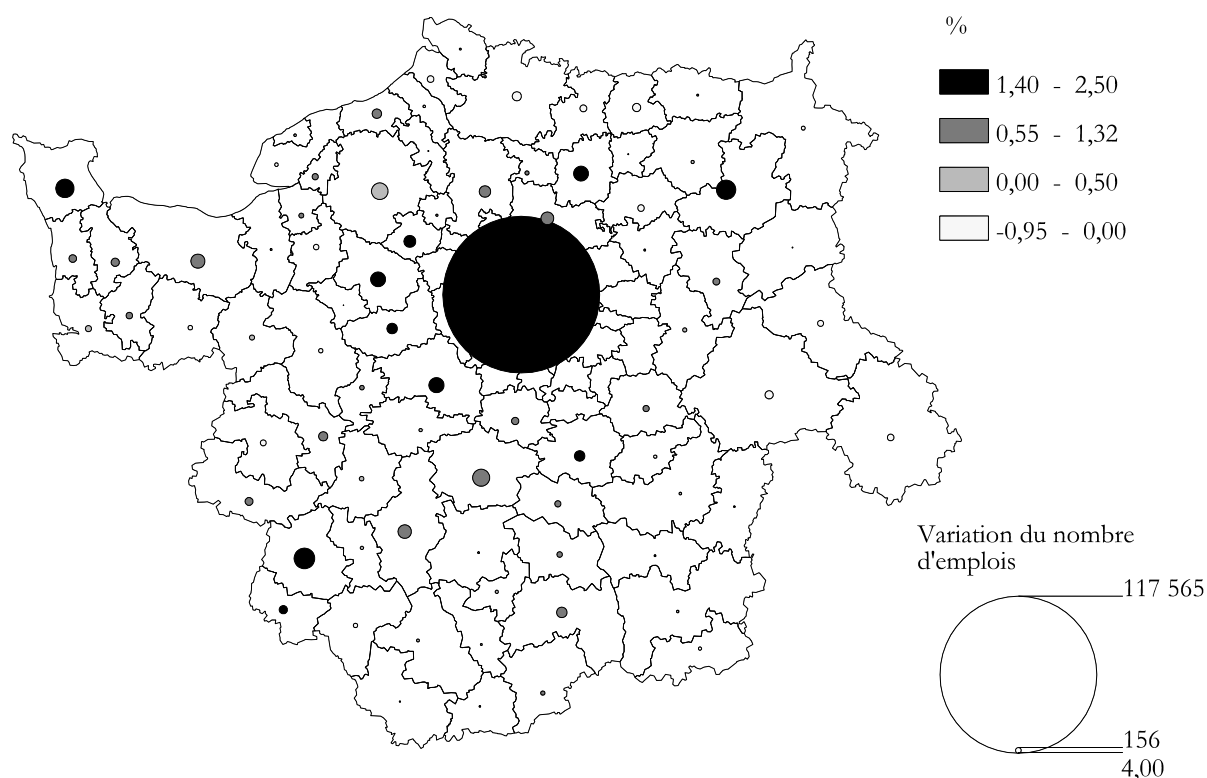 %
1,40 - 2,50
0,55 - 1,32
0,00 - 0,50
-0,95 - 0,00
Variation du nombre
d'emplois
117 565
156
4,00